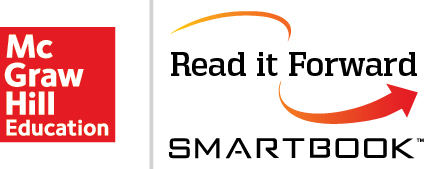 Mc
Graw
Hill
Education
Read it Forward
SMARTBOOK™